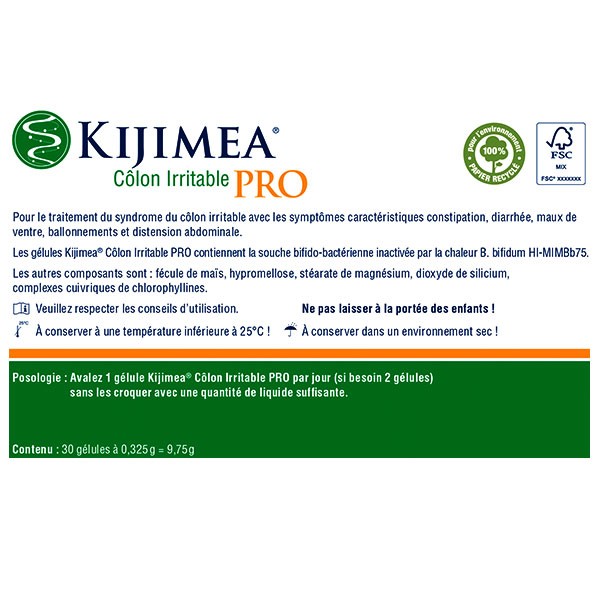 KIJIMEA®
Côlon Irritable PRO
pour l'environnement
100%
PAPIER RECYCLÉ
FSC
MIX
FSC® xxxxxxx
Pour le traitement du syndrome du côlon irritable avec les symptômes caractéristiques constipation, diarrhée, maux de
ventre, ballonnements et distension abdominale.
Les gélules Kijimea® Côlon Irritable PRO contiennent la souche bifido-bactérienne inactivée par la chaleur B. bifidum HI-MIMBb75.
Les autres composants sont : fécule de maïs, hypromellose, stéarate de magnésium, dioxyde de silicium,
complexes cuivriques de chlorophyllines.
Veuillez respecter les conseils d'utilisation.
Ne pas laisser à la portée des enfants !
25°C
À conserver à une température inférieure à 25°C !
À conserver dans un environnement sec !
Posologie : Avalez 1 gélule Kijimea® Côlon Irritable PRO par jour (si besoin 2 gélules)
sans les croquer avec une quantité de liquide suffisante.
Contenu : 30 gélules à 0,325g = 9,75g